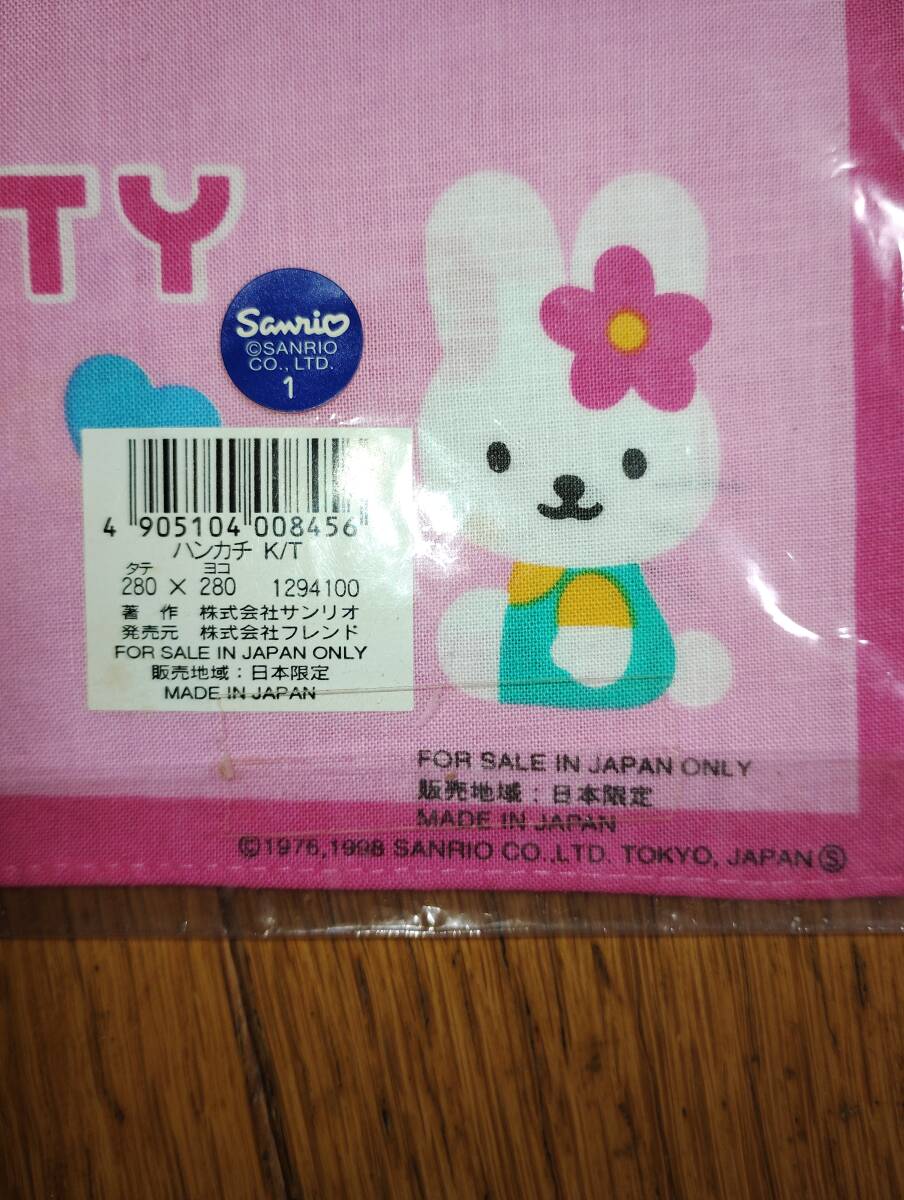 TTY
Sanrio
©SANRIO
CO., LTD.
1
4 905104 008456
ハンカチ K/T
タテ ヨコ
280 × 280 1294100
著 作 株式会社サンリオ
発売元 株式会社フレンド
FOR SALE IN JAPAN ONLY
販売地域：日本限定
MADE IN JAPAN
FOR SALE IN JAPAN ONLY
販売地域：日本限定
MADE IN JAPAN
©1976,1998 SANRIO CO.,LTD. TOKYO, JAPAN Ⓢ